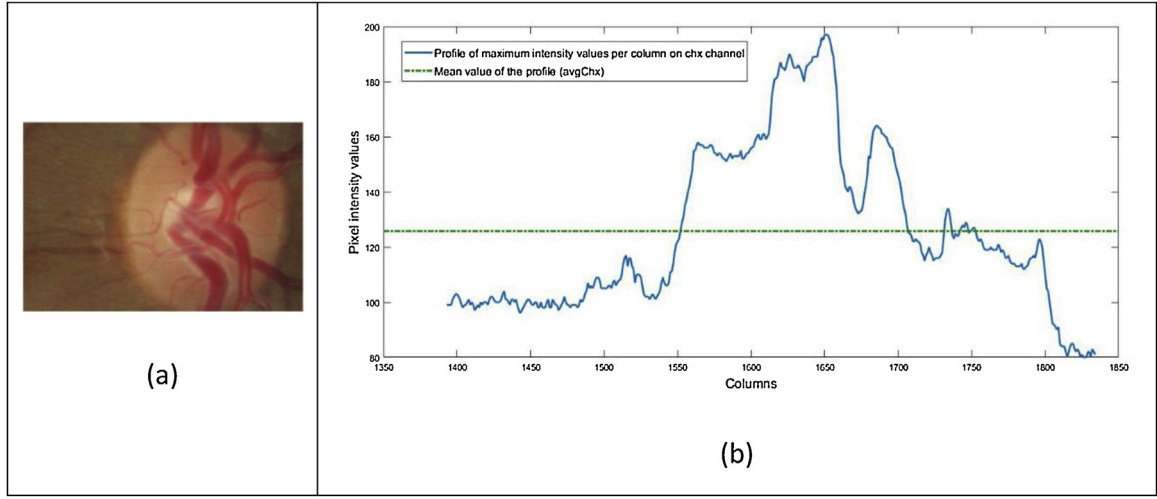 200
180
160
140
120
100
80
Pixel intensity values
Profile of maximum intensity values per column on chx channel
Mean value of the profile (avgChx)
1350 1400 1450 1500 1550 1600 1650 1700 1750 1800 1850
Columns
(a)
(b)